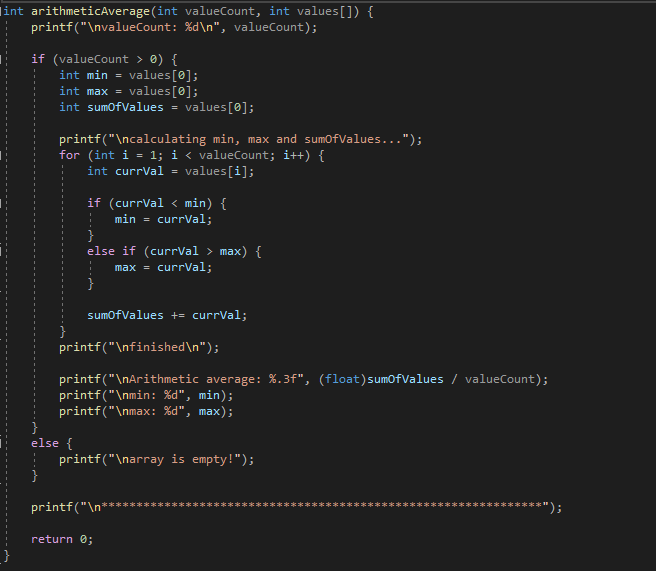 int arithmeticAverage(int valueCount, int values[]) {
printf("\nvalueCount: %d\n", valueCount);
if (valueCount > 0) {
int min = values[0];
int max = values[0];
int sumOfValues = values[0];
printf("\ncalculating min, max and sumOfValues...");
for (int i = 1; i < valueCount; i++) {
int currVal = values[i];
if (currVal < min) {
min = currVal;
}
else if (currVal > max) {
max = currVal;
}
sumOfValues += currVal;
}
printf("\nfinished\n");
printf("\nArithmetic average: %.3f", (float)sumOfValues / valueCount);
printf("\nmin: %d", min);
printf("\nmax: %d", max);
}
else {
printf("\narray is empty!");
}
printf("\n***************************************************************");
return 0;
}